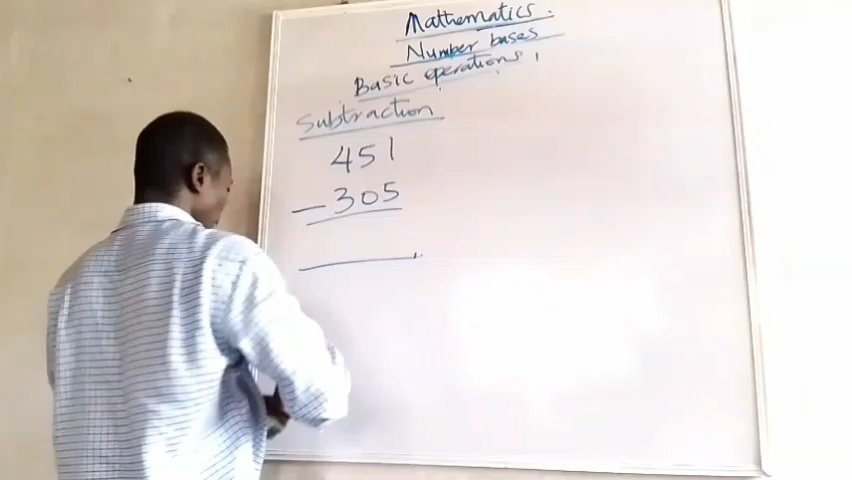 Mathematics.
Number bases
Basic operations,
Subtraction
451
— 305